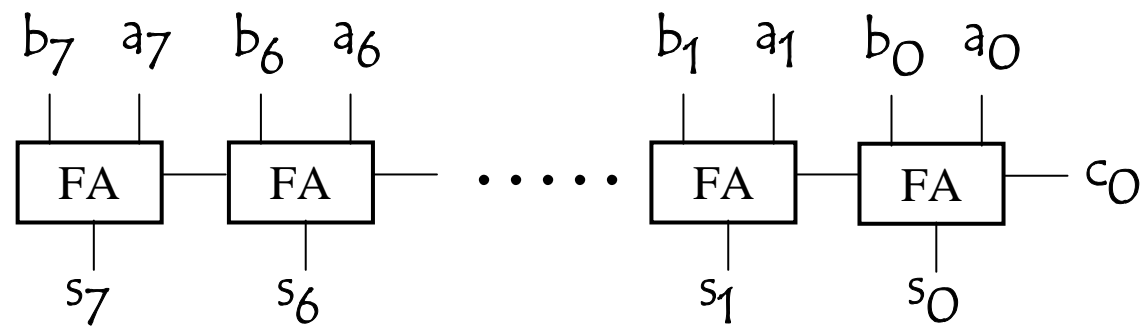 b7 a7 b6 a6 b1 a1 b0 a0
FA FA ..... FA FA c0
s7 s6 s1 s0